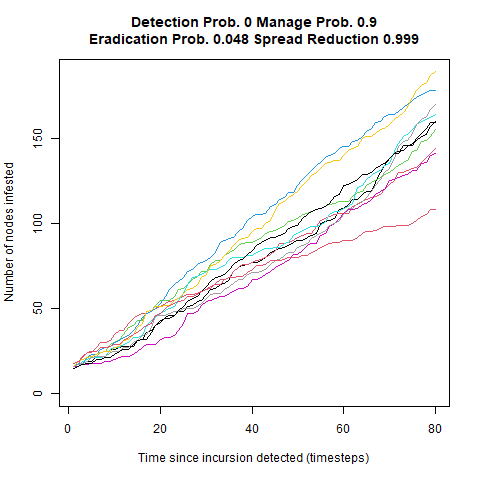 Detection Prob. 0 Manage Prob. 0.9
Eradication Prob. 0.048 Spread Reduction 0.999
Number of nodes infested
150
100
50
0
0 20 40 60 80
Time since incursion detected (timesteps)